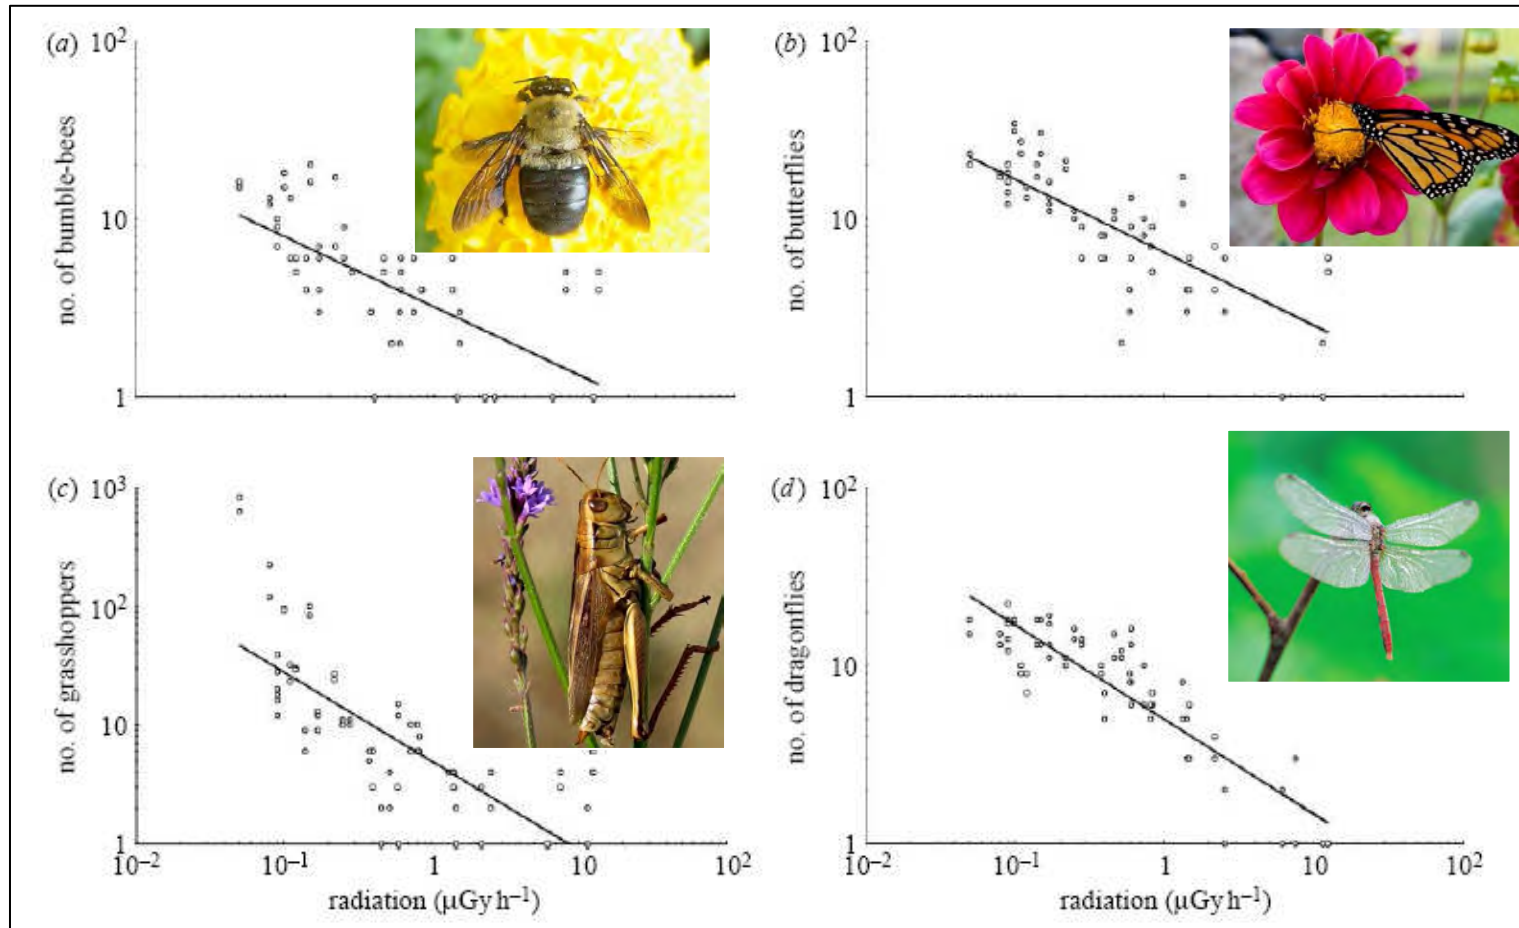 (a)
10²
10
1
no. of bumble-bees
(b)
10²
10
1
no. of butterflies
(c)
10³
10²
10
1
no. of grasshoppers
10⁻²
10⁻¹
1
10
10²
radiation (µGy h⁻¹)
(d)
10²
10
1
no. of dragonflies
10⁻²
10⁻¹
1
10
10²
radiation (µGy h⁻¹)